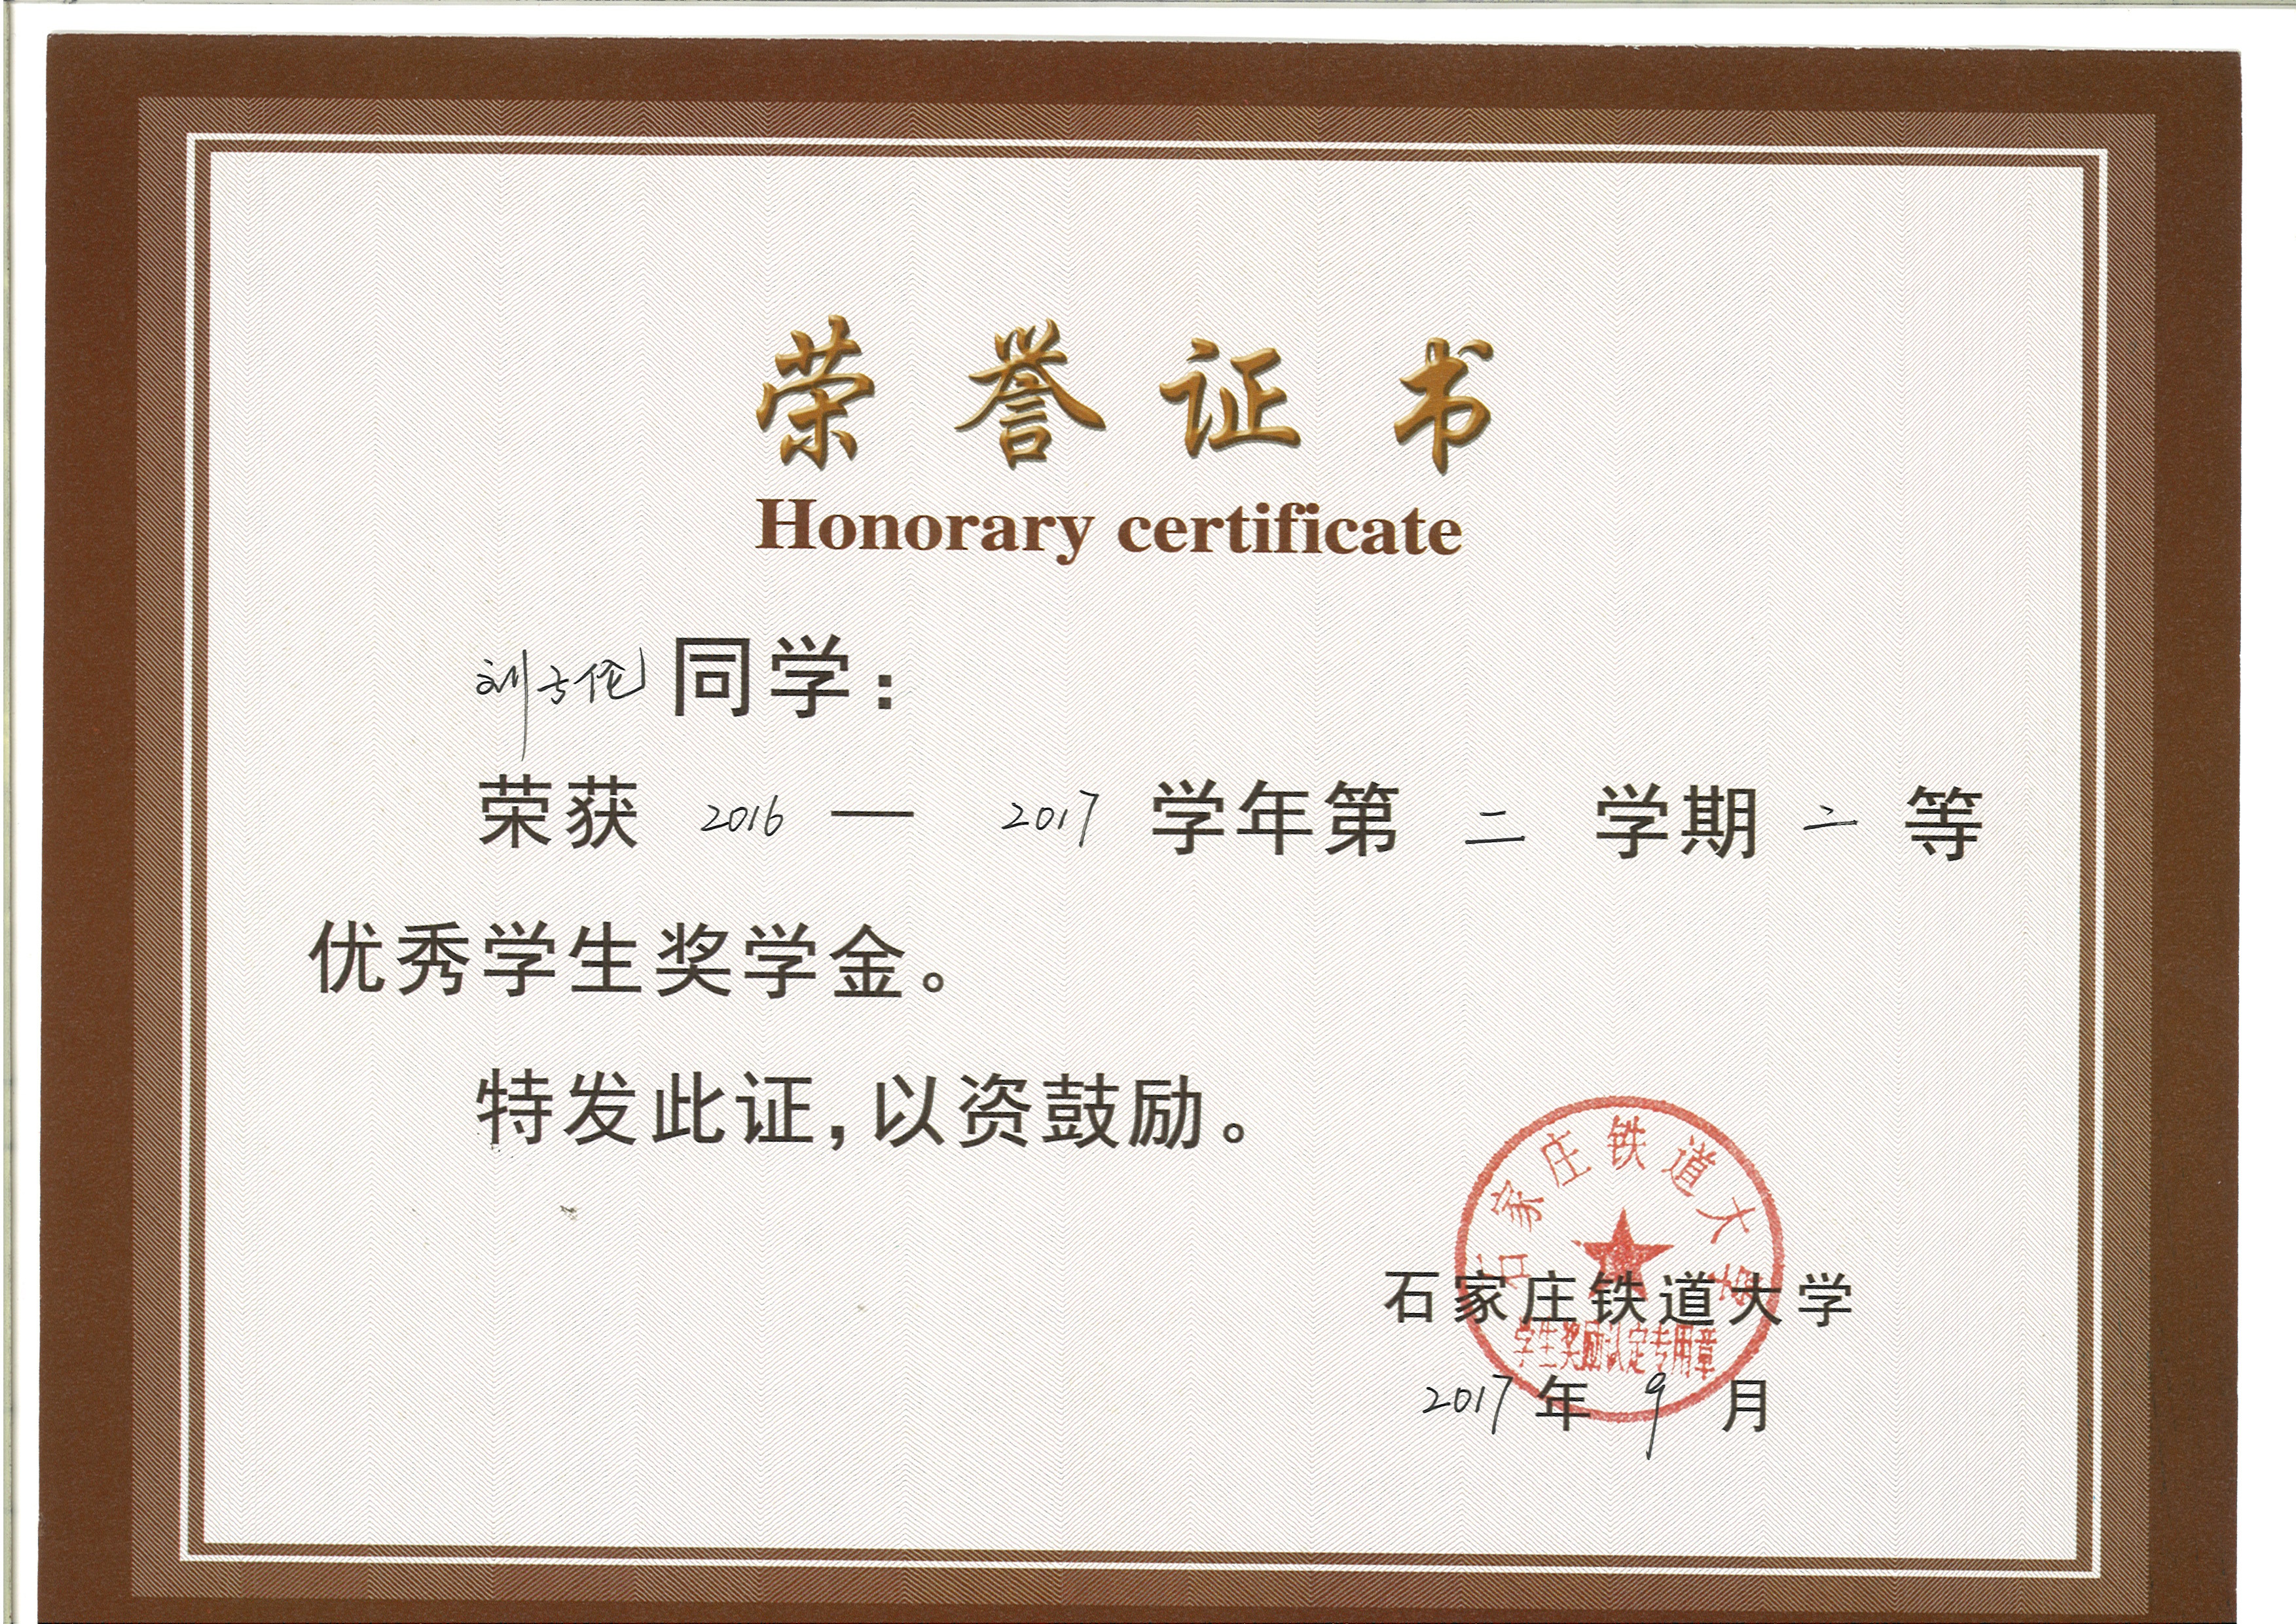 荣誉证书
Honorary certificate
刘 同学：
荣获 2016 — 2017 学年第 二 学期 二 等
优秀学生奖学金。
特发此证，以资鼓励。
石家庄铁道大学
学生奖励认定专用章
石家庄铁道大学
2017 年 9 月